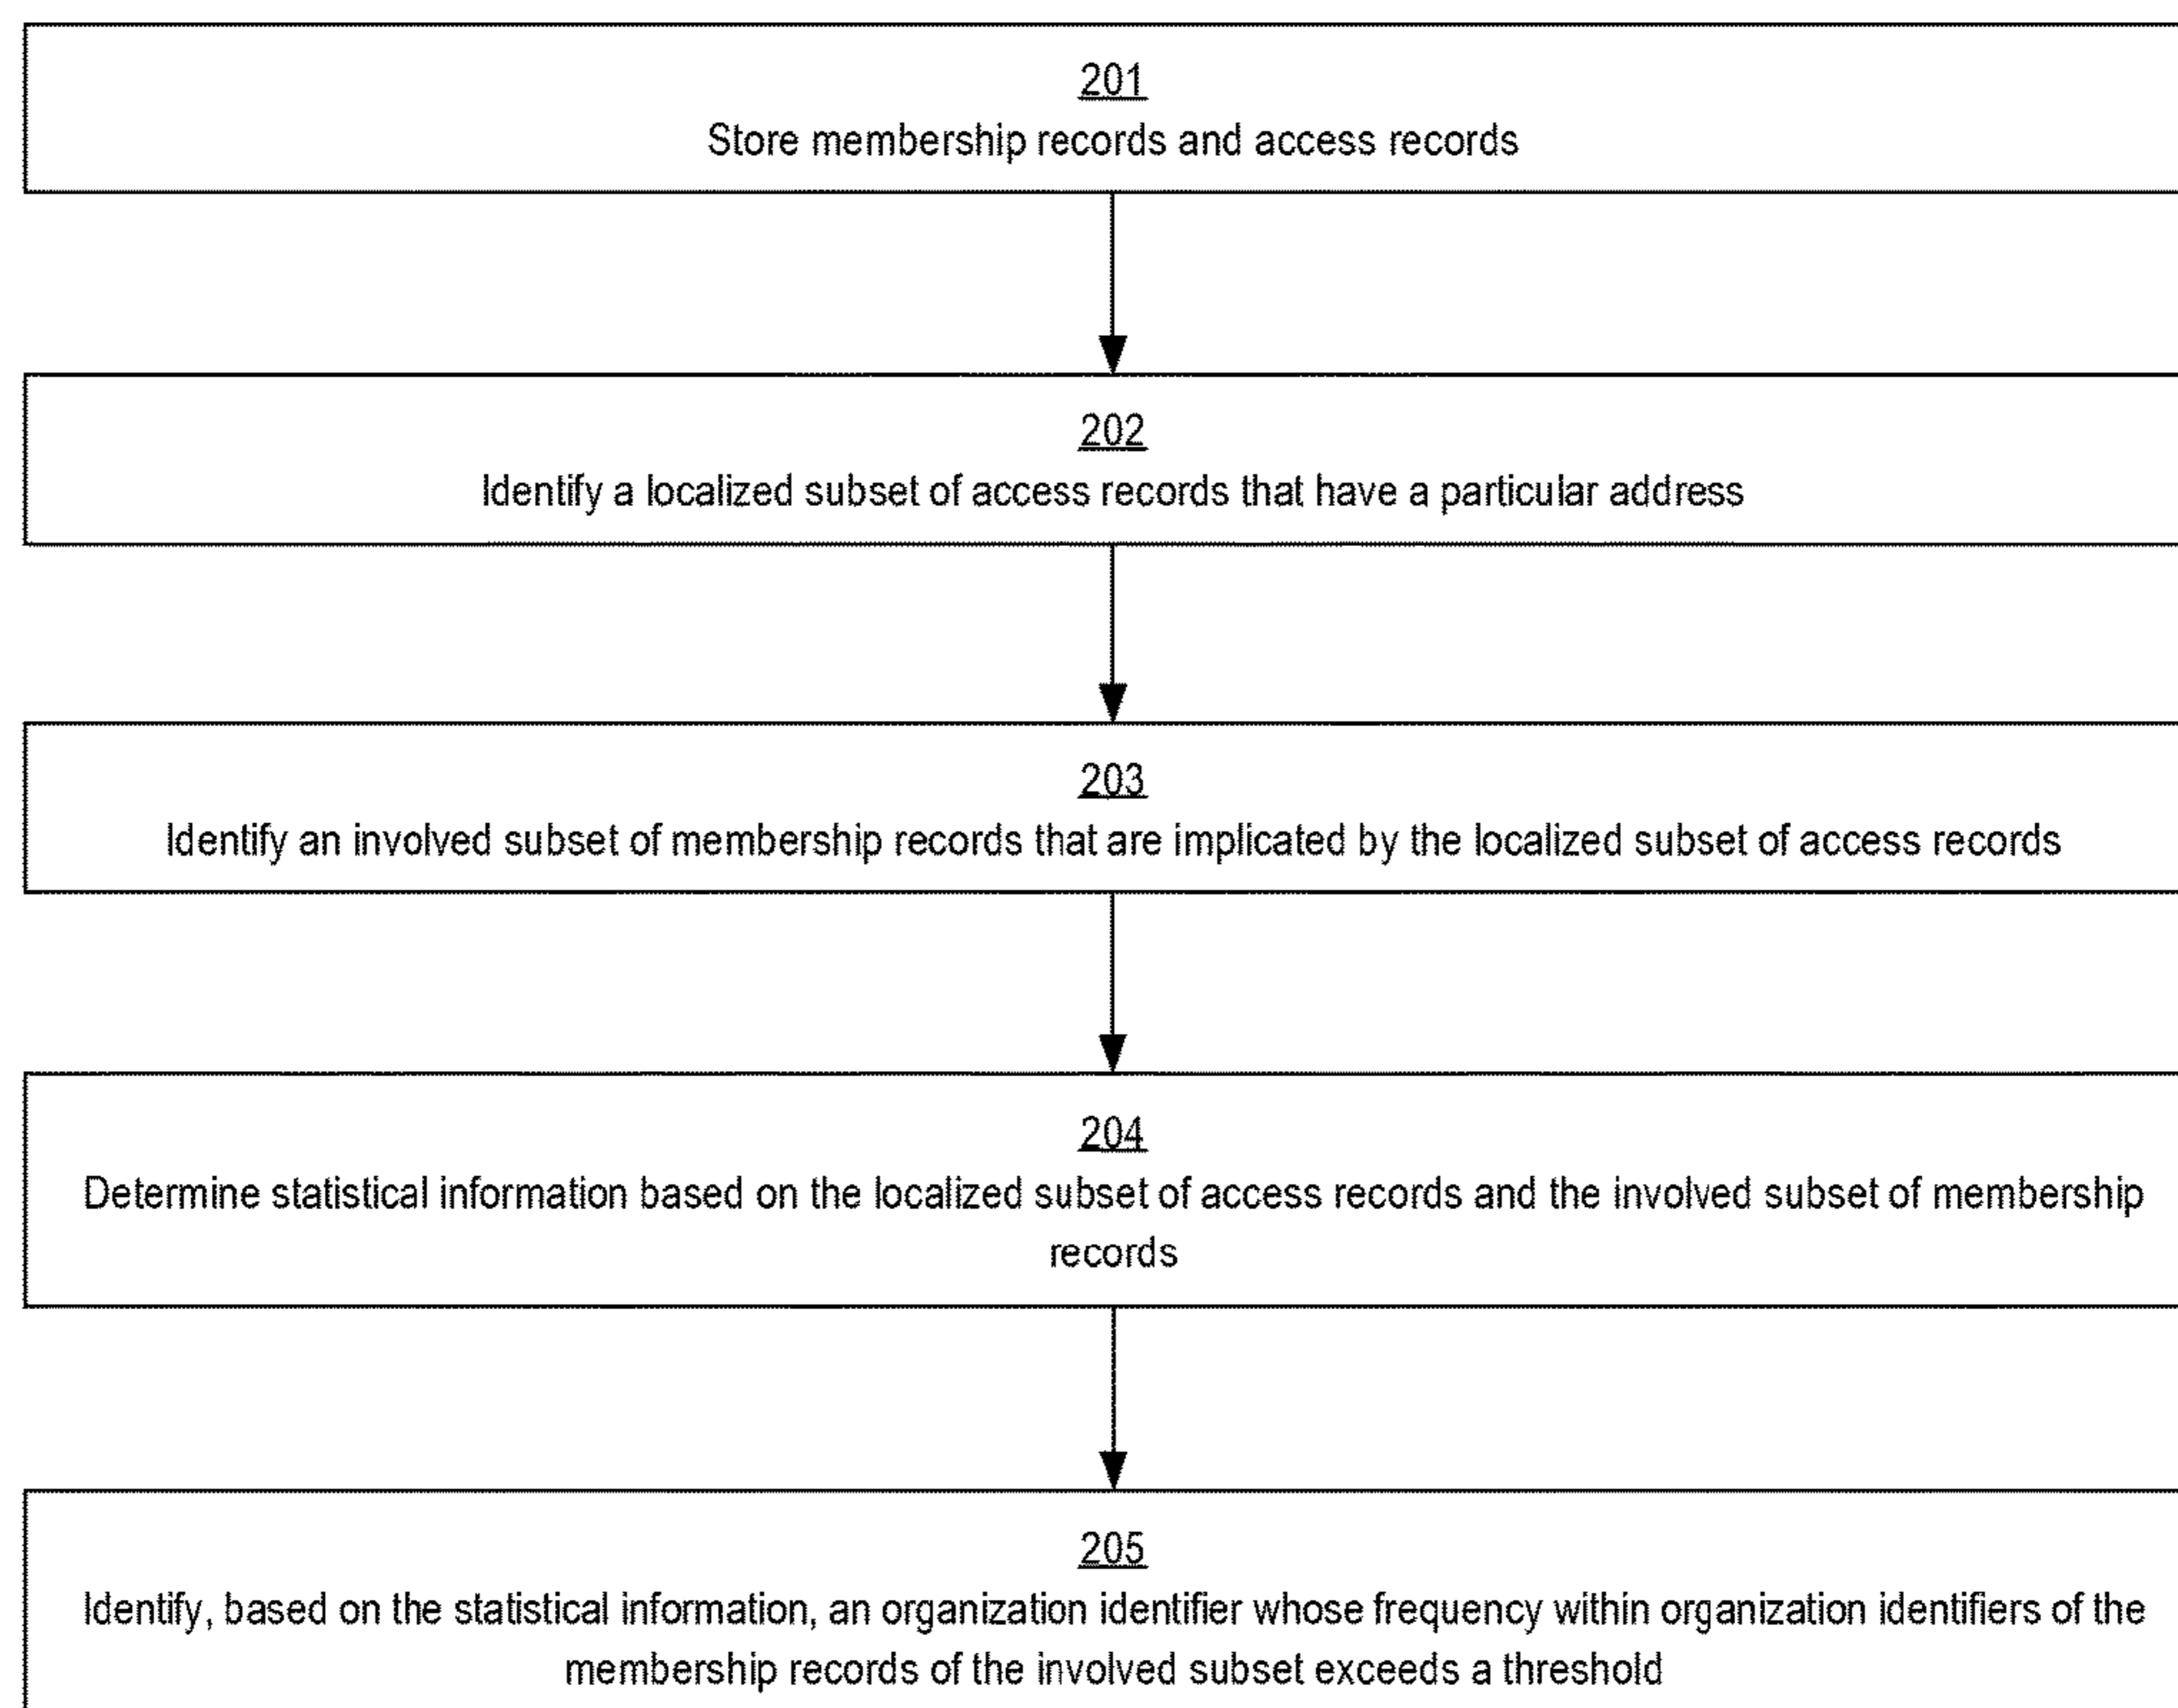 201
Store membership records and access records
202
Identify a localized subset of access records that have a particular address
203
Identify an involved subset of membership records that are implicated by the localized subset of access records
204
Determine statistical information based on the localized subset of access records and the involved subset of membership
records
205
Identify, based on the statistical information, an organization identifier whose frequency within organization identifiers of the
membership records of the involved subset exceeds a threshold